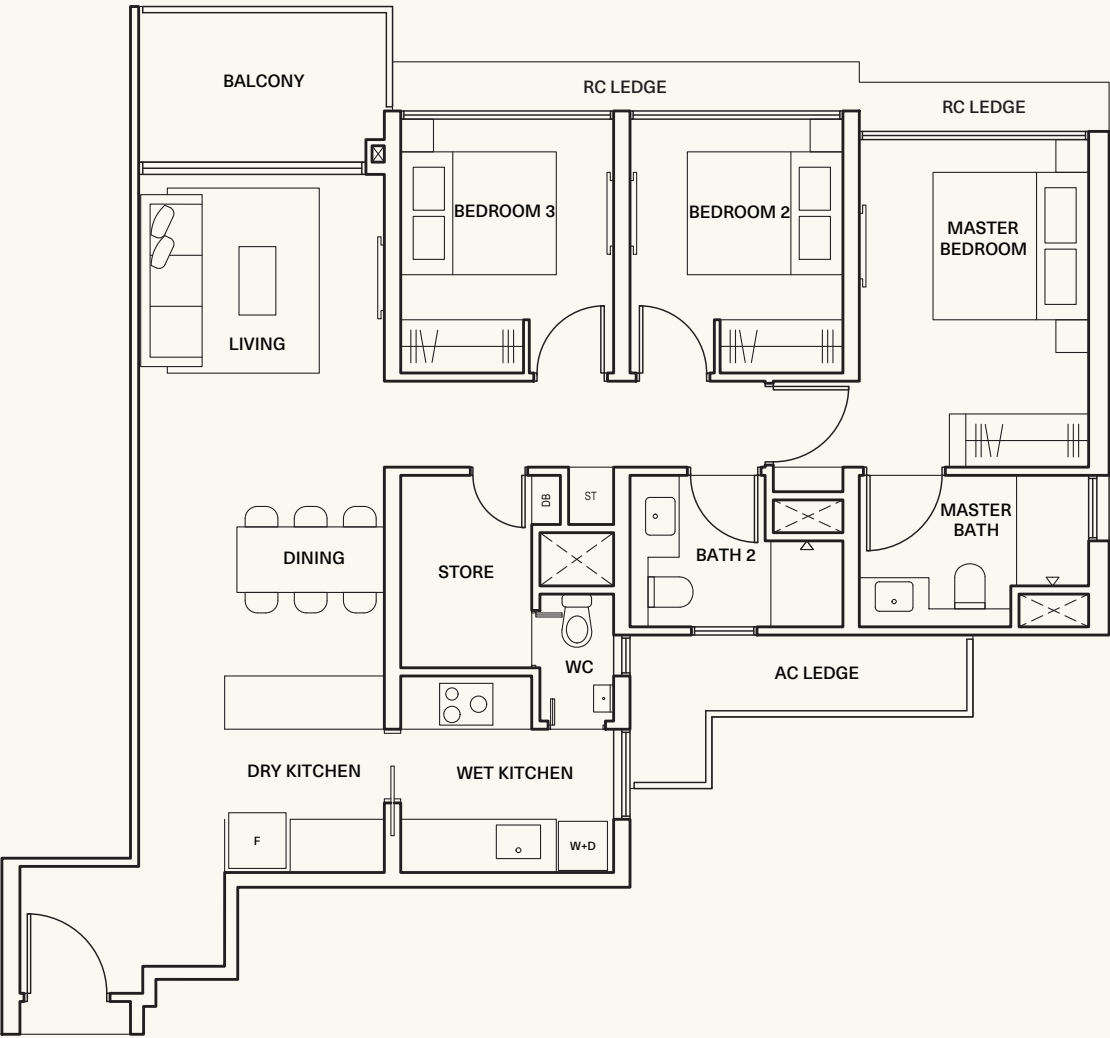 BALCONY
RC LEDGE
RC LEDGE
BEDROOM 3
BEDROOM 2
MASTER
BEDROOM
LIVING
DB
ST
MASTER
BATH
BATH 2
DINING
STORE
WC
AC LEDGE
DRY KITCHEN
WET KITCHEN
F
W+D